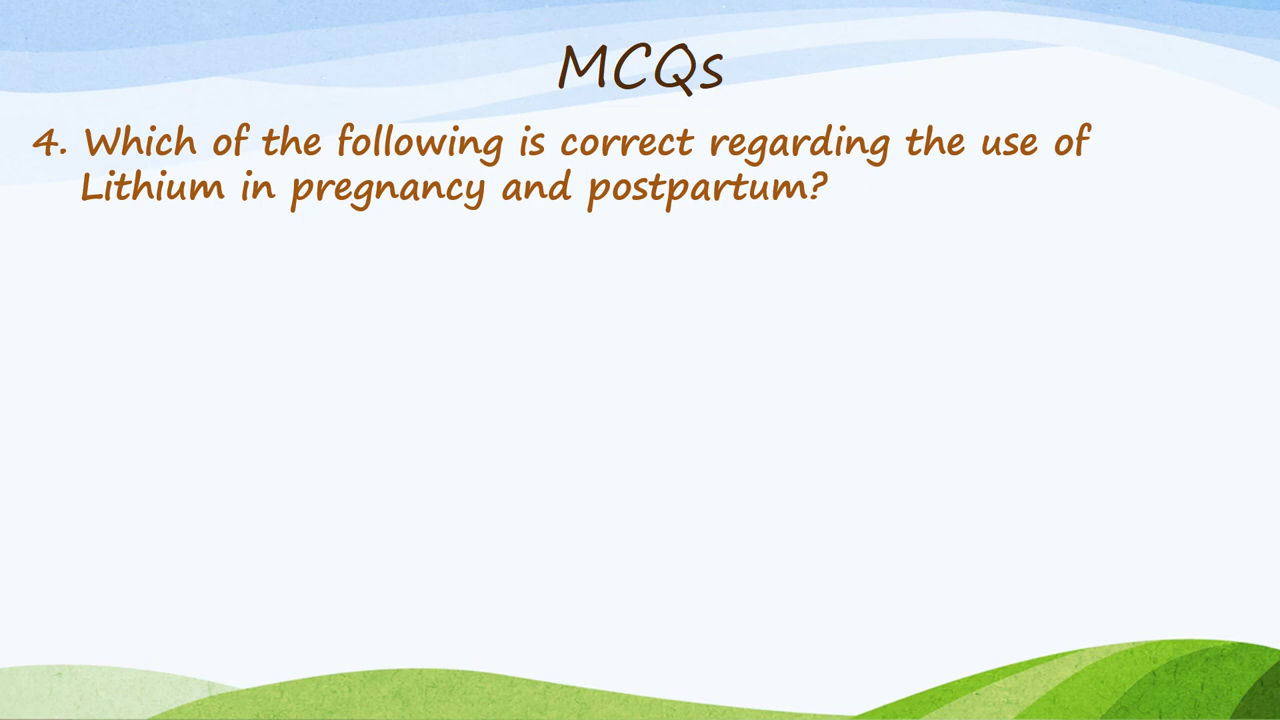 MCQs
4. Which of the following is correct regarding the use of
Lithium in pregnancy and postpartum?